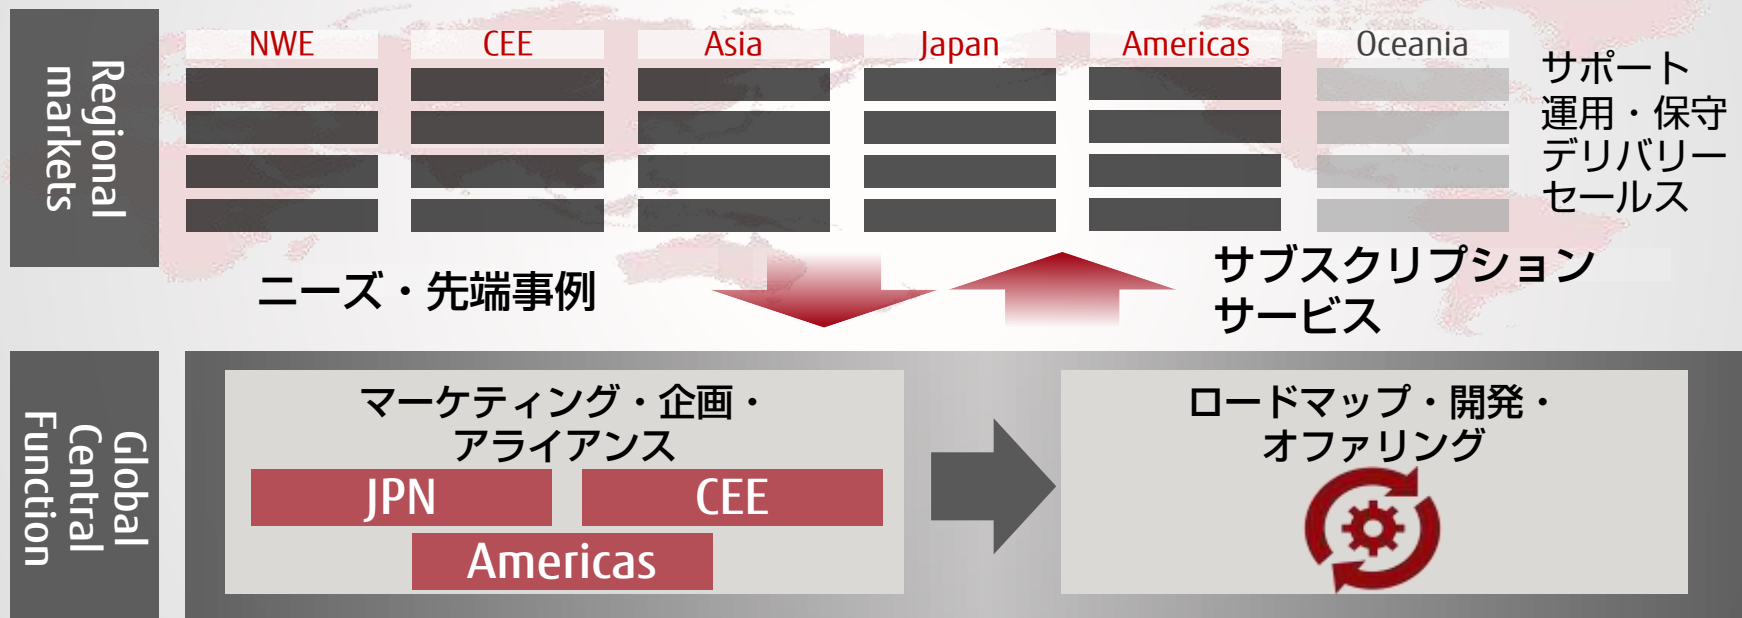 Regional
markets
NWE
CEE
Asia
Japan
Americas
Oceania
サポート
運用・保守
デリバリー
セールス
ニーズ・先端事例
サブスクリプション
サービス
Global
Central
Function
マーケティング・企画・
アライアンス
JPN
CEE
Americas
ロードマップ・開発・
オファリング